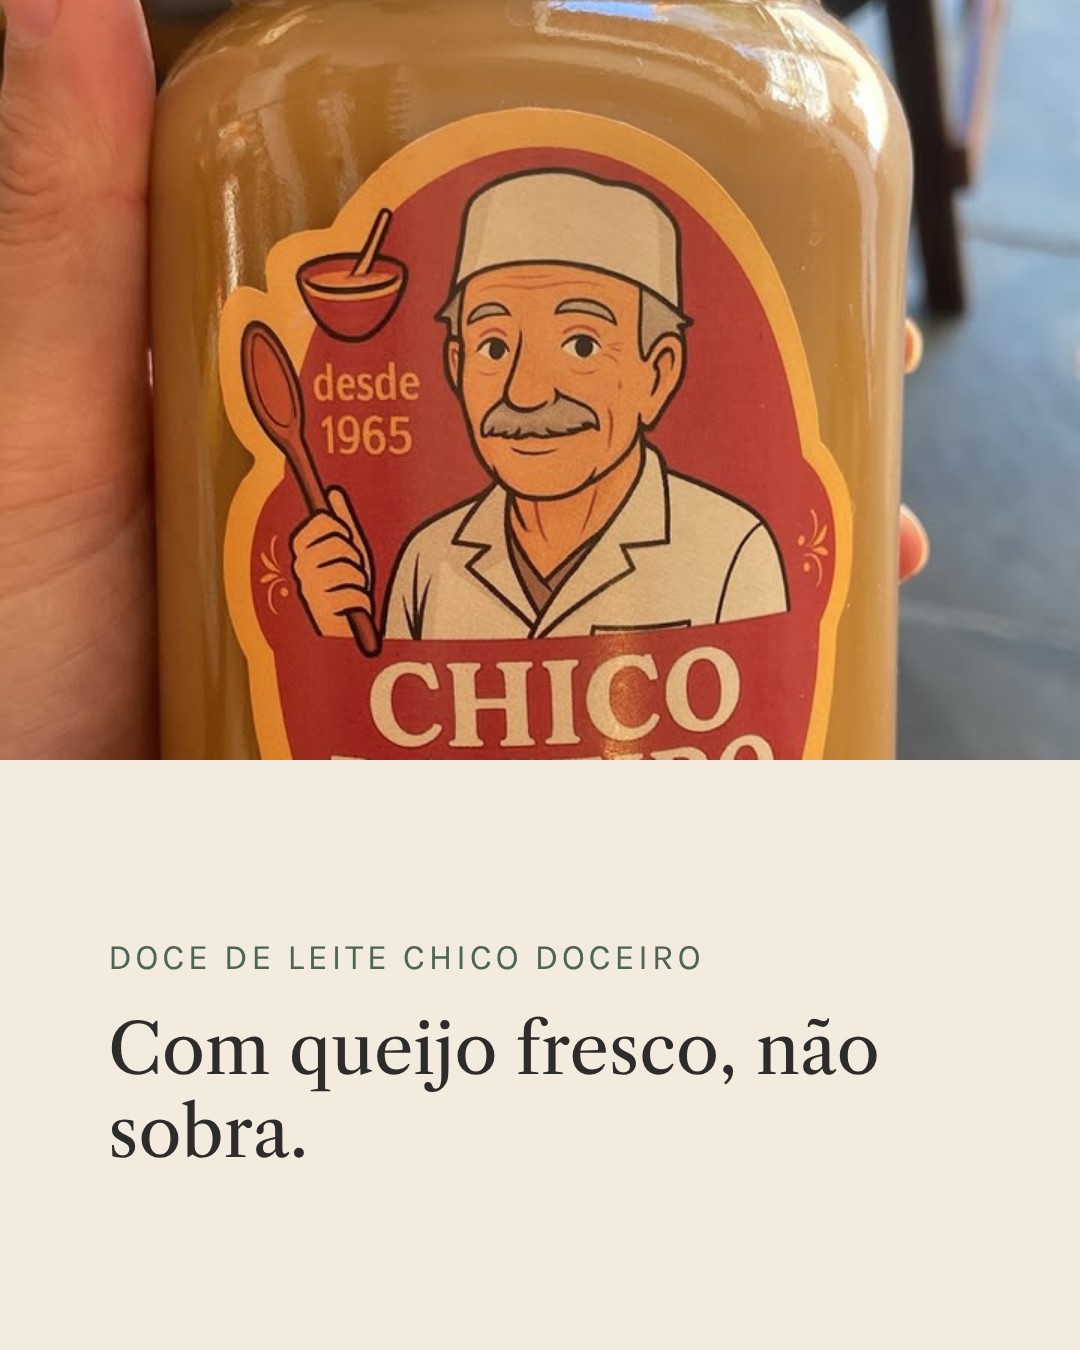 desde
1965
CHICO
DOCE DE LEITE CHICO DOCEIRO
Com queijo fresco, não
sobra.